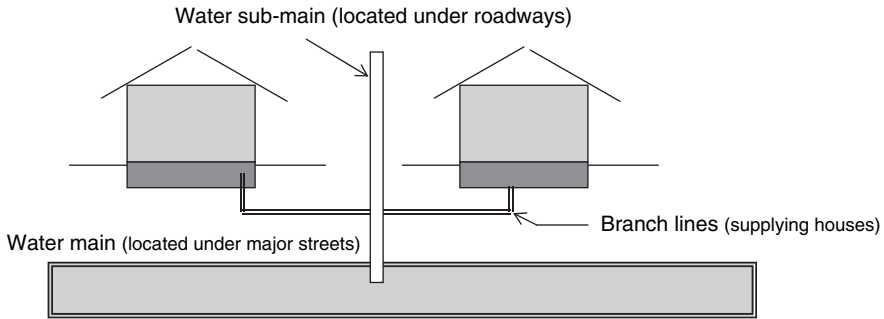 Water sub-main (located under roadways)
Branch lines (supplying houses)
Water main (located under major streets)